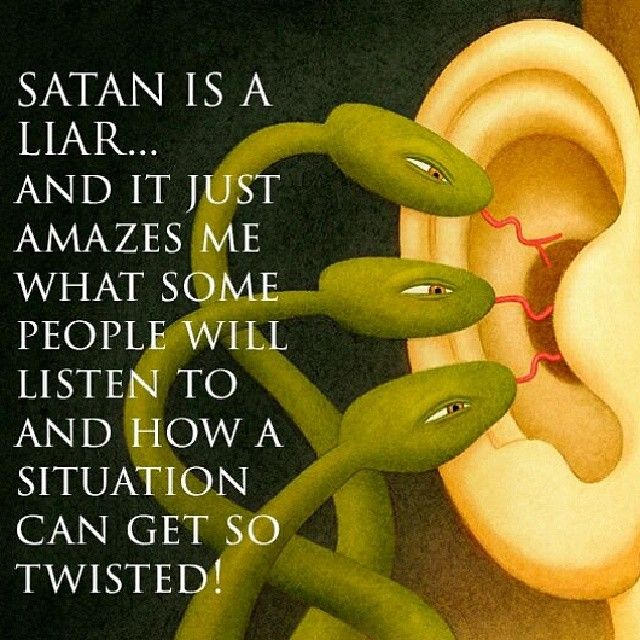 SATAN IS A
LIAR...
AND IT JUST
AMAZES ME
WHAT SOME
PEOPLE WILL
LISTEN TO
AND HOW A
SITUATION
CAN GET SO
TWISTED!